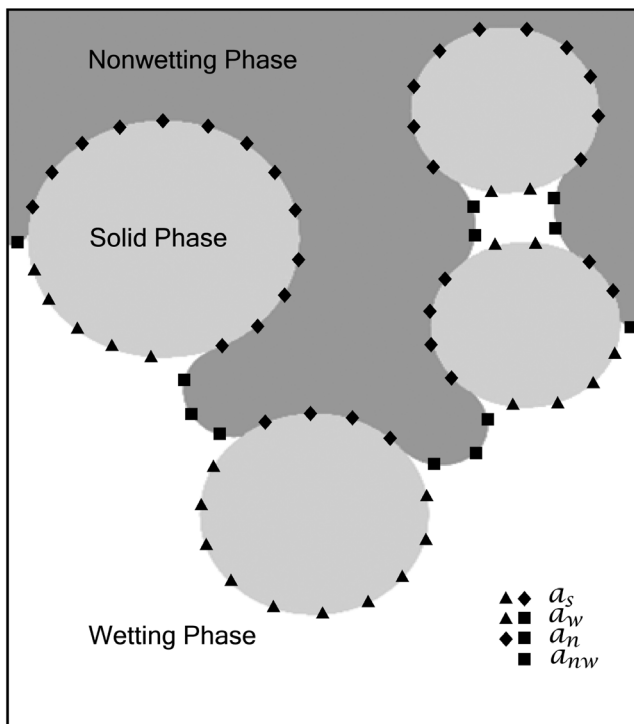 Nonwetting Phase
Solid Phase
Wetting Phase
▲◆ a_s
▲■ a_w
◆■ a_n
■ a_nw